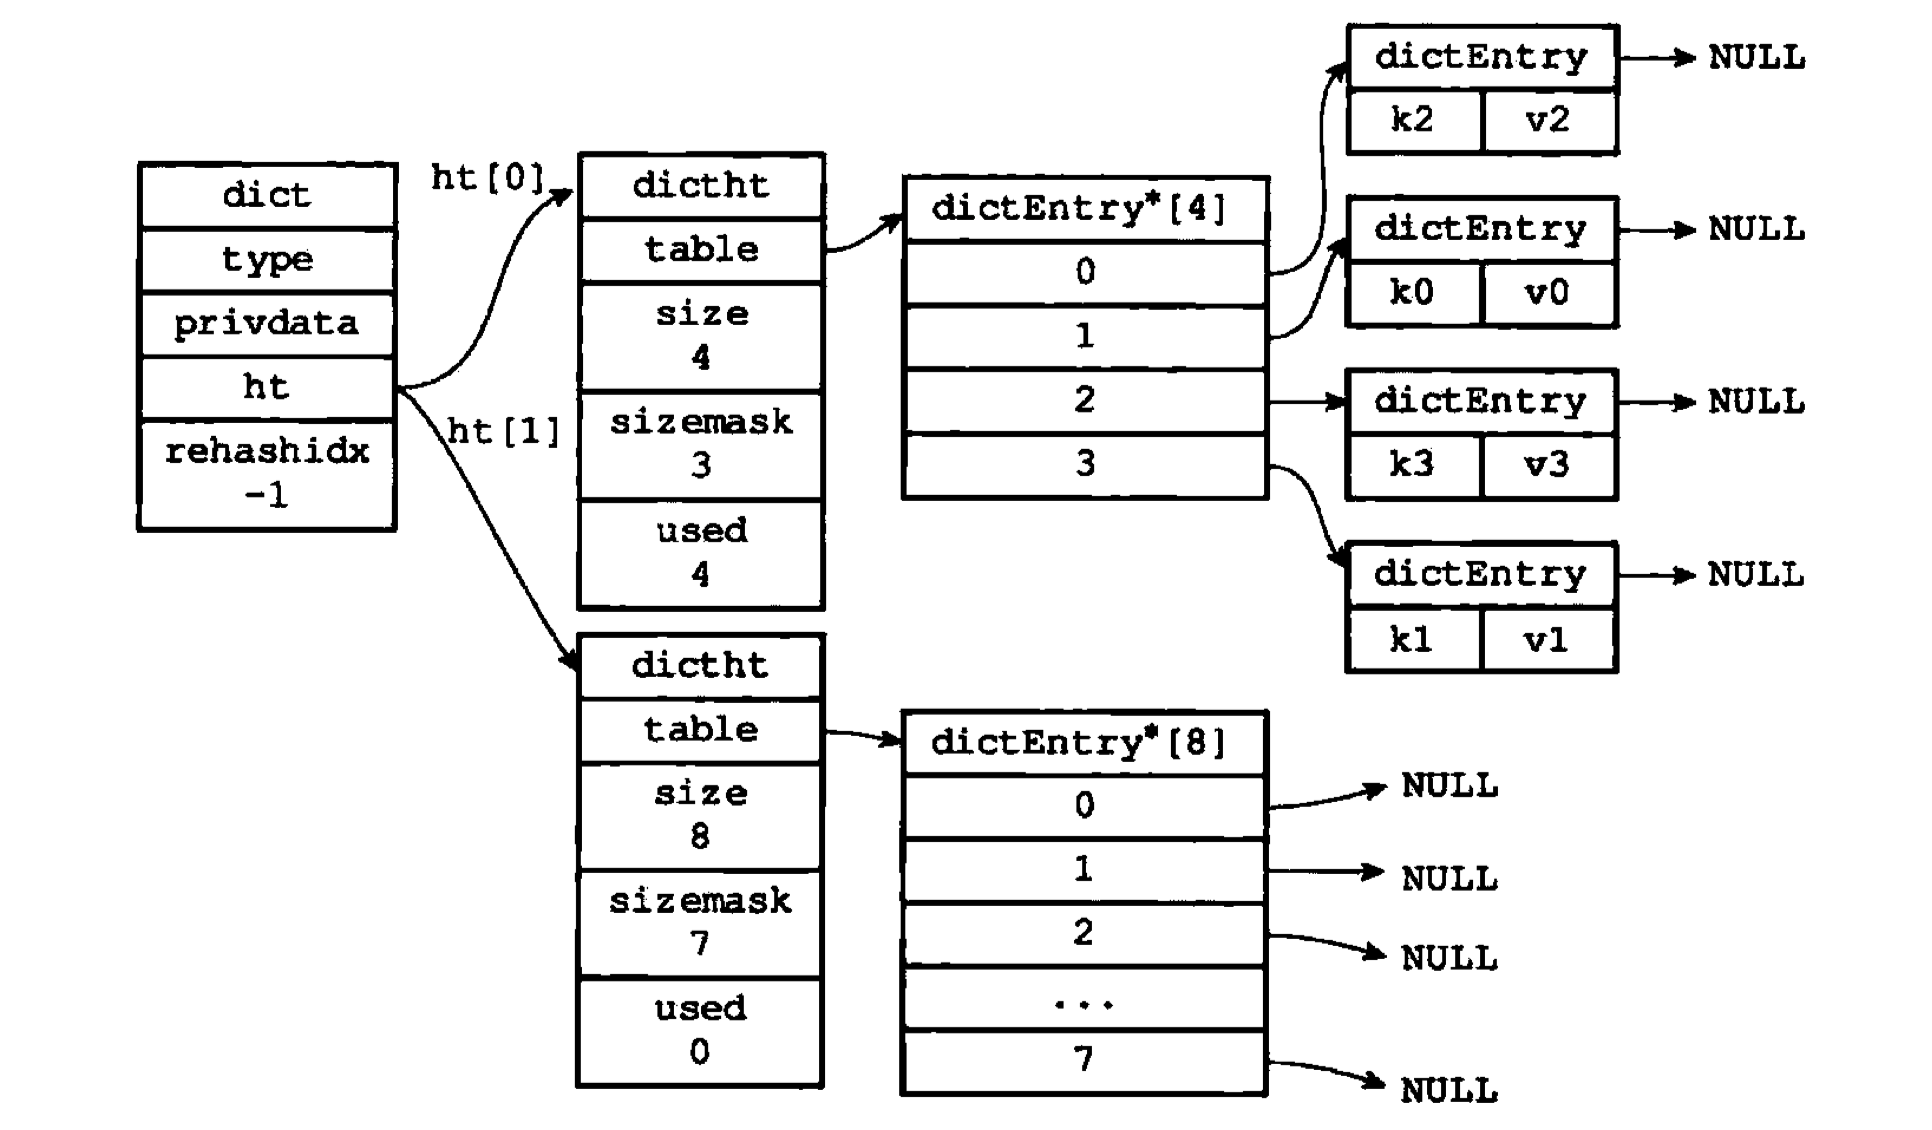 dict
type
privdata
ht
rehashidx
-1
ht[0]
ht[1]
dictht
table
size
4
sizemask
3
used
4
dictEntry*[4]
0
1
2
3
dictEntry
k2 v2
NULL
dictEntry
k0 v0
NULL
dictEntry
k3 v3
NULL
dictEntry
k1 v1
NULL
dictht
table
size
8
sizemask
7
used
0
dictEntry*[8]
0
1
2
...
7
NULL
NULL
NULL
NULL